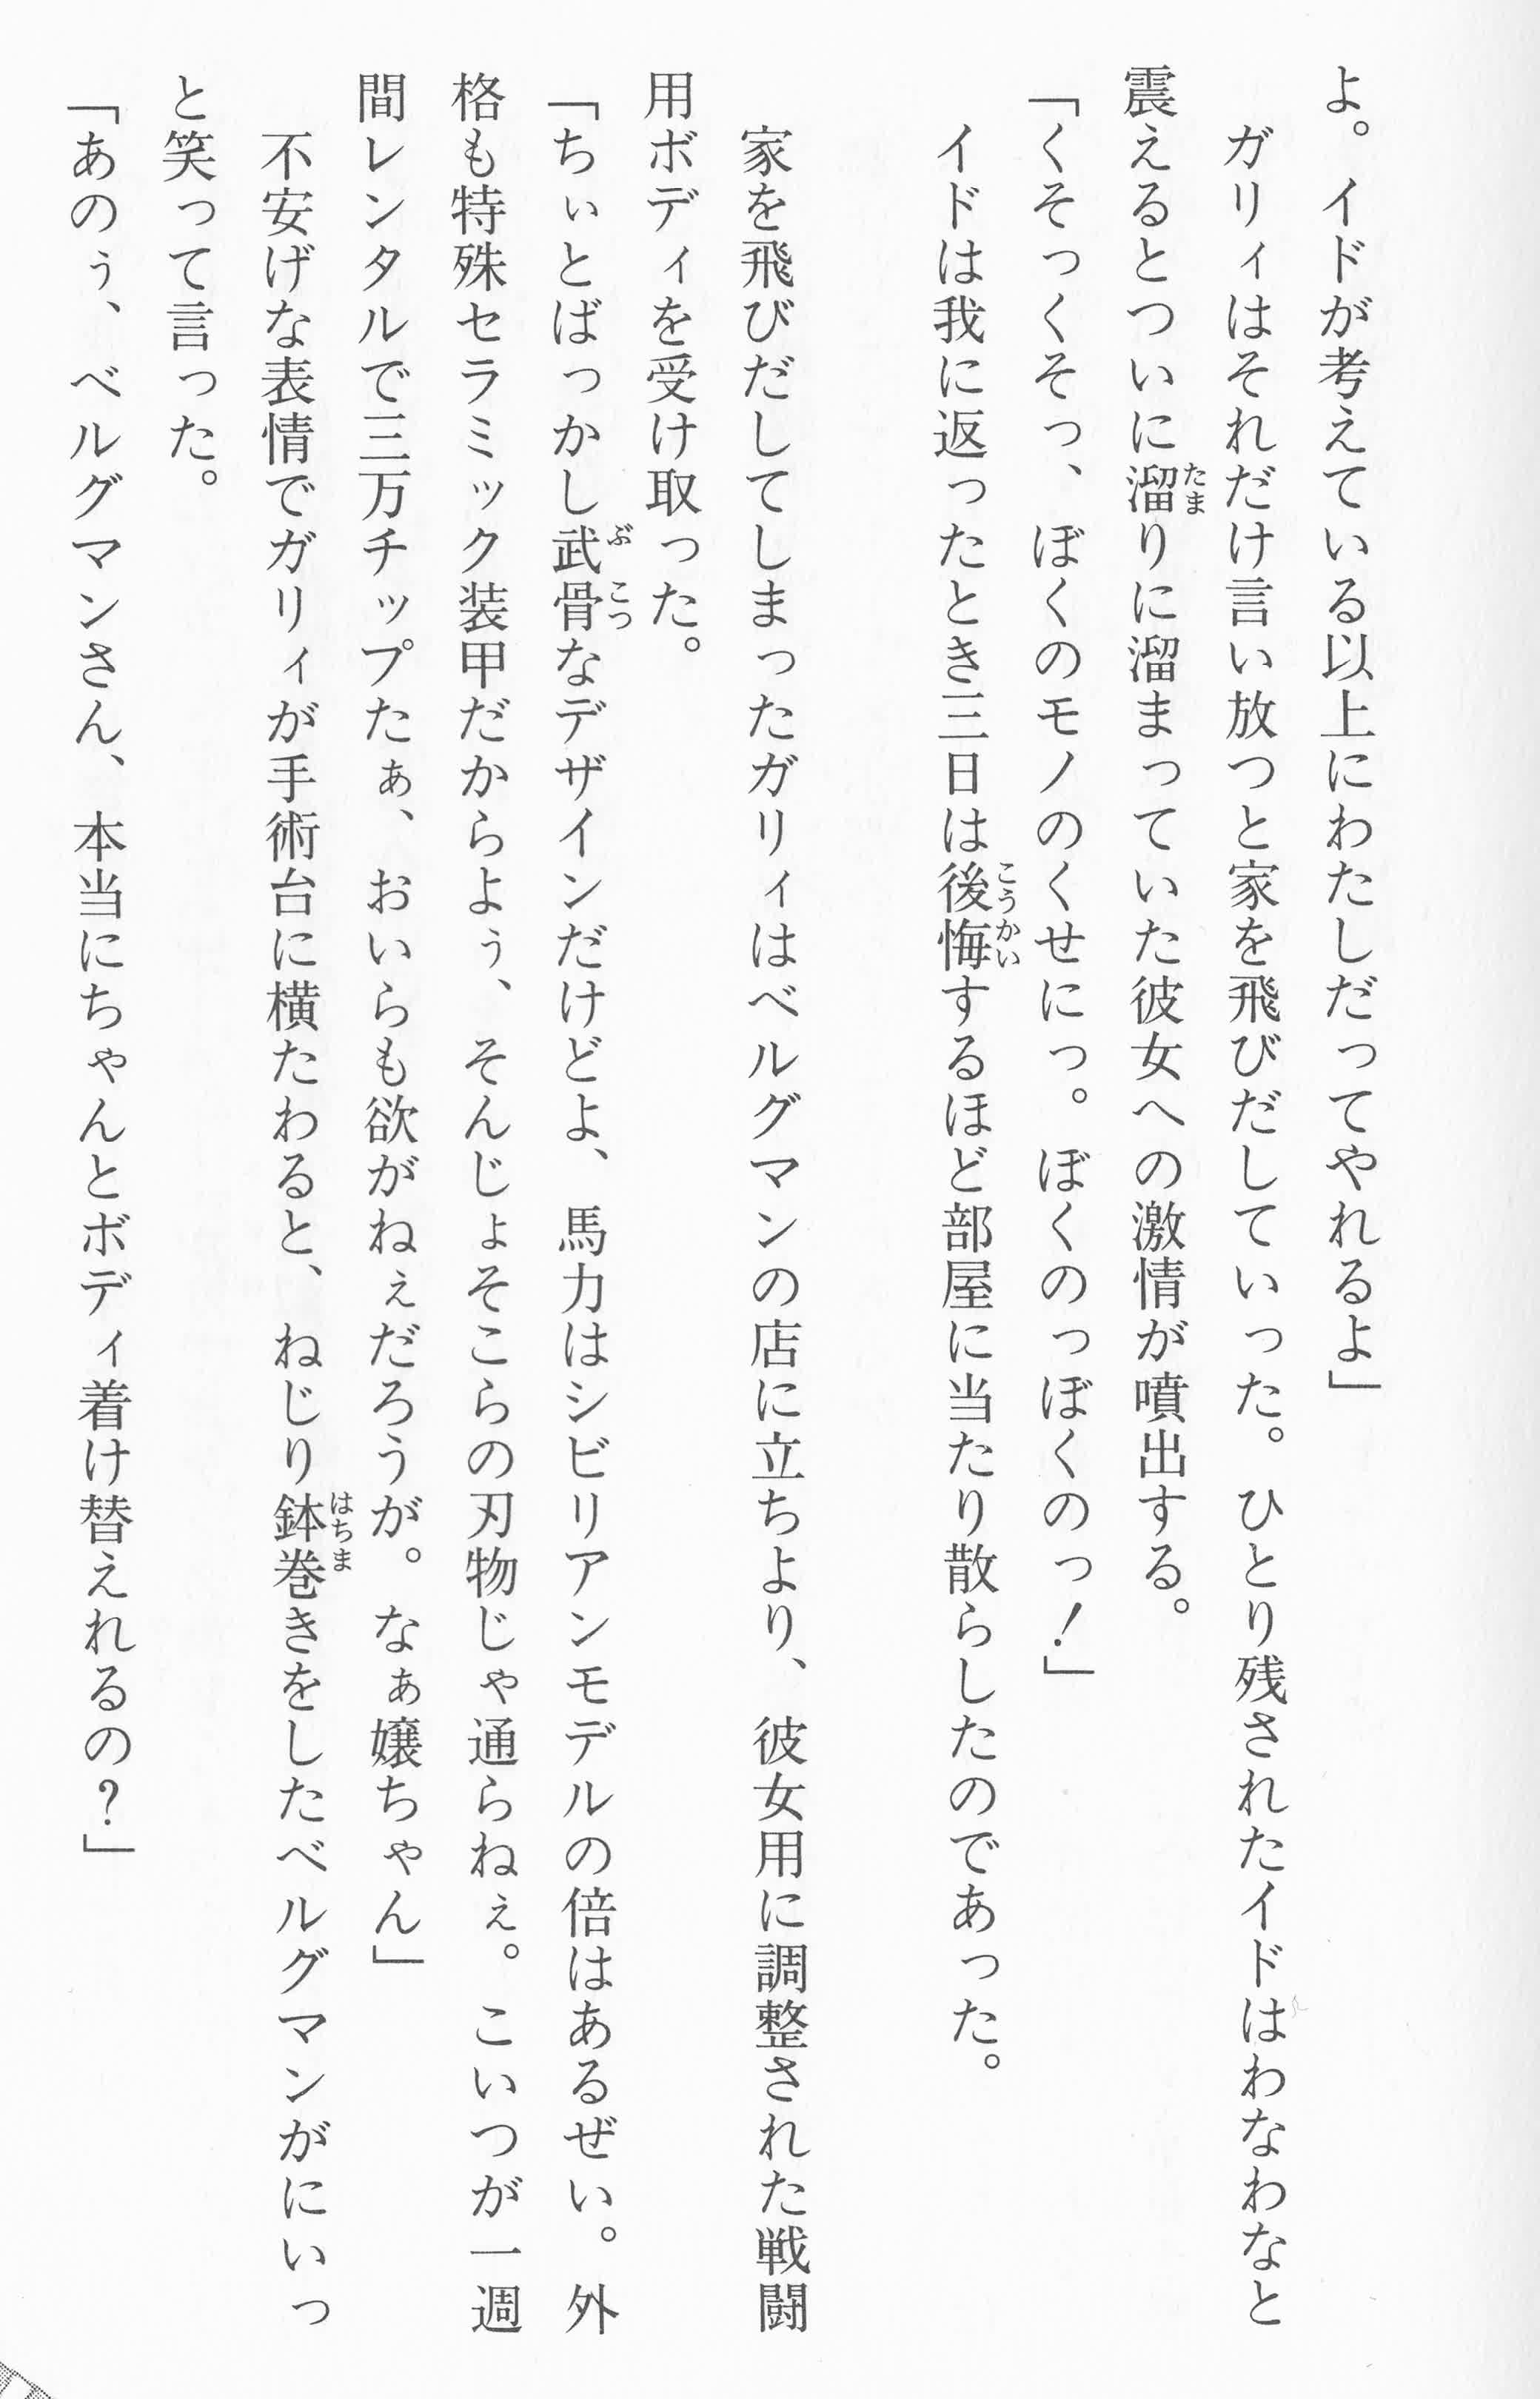 よ。イドが考えている以上にわたしだってやれるよ」
　ガリィはそれだけ言い放つと家を飛びだしていった。ひとり残されたイドはわなわなと
震えるとついに溜りに溜まっていた彼女への激情が噴出する。
「くそっくそっ、ぼくのモノのくせにっ。ぼくのっぼくのっ！」
　イドは我に返ったとき三日は後悔するほど部屋に当たり散らしたのであった。
　家を飛びだしてしまったガリィはベルグマンの店に立ちより、彼女用に調整された戦闘
用ボディを受け取った。
「ちぃとばっかし武骨なデザインだけどよ、馬力はシビリアンモデルの倍はあるぜい。外
格も特殊セラミック装甲だからよぅ、そんじょそこらの刃物じゃ通らねぇ。こいつが一週
間レンタルで三万チップたぁ、おいらも欲がねぇだろうが。なぁ嬢ちゃん」
　不安げな表情でガリィが手術台に横たわると、ねじり鉢巻きをしたベルグマンがにいっ
と笑って言った。
「あのぅ、ベルグマンさん、本当にちゃんとボディ着け替えれるの？」